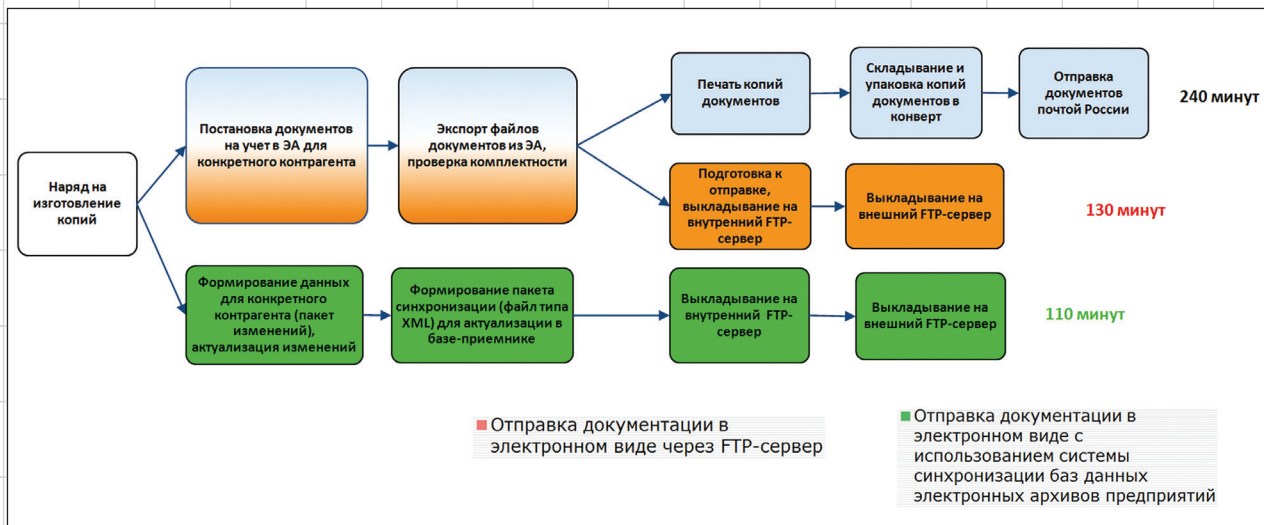 Наряд на
изготовление
копий
Постановка документов
на учет в ЭА для
конкретного контрагента
Экспорт файлов
документов из ЭА,
проверка комплектности
Печать копий
документов
Складывание и
упаковка копий
документов в
конверт
Отправка
документов
почтой России
240 минут
Подготовка к
отправке,
выкладывание на
внутренний FTP-
сервер
Выкладывание на
внешний FTP-сервер
130 минут
Формирование данных
для конкретного
контрагента (пакет
изменений),
актуализация изменений
Формирование пакета
синхронизации (файл типа
XML) для актуализации в
базе-приемнике
Выкладывание на
внутренний FTP-
сервер
Выкладывание на
внешний FTP-сервер
110 минут
Отправка документации в
электронном виде через FTP-сервер
Отправка документации в
электронном виде с
использованием системы
синхронизации баз данных
электронных архивов предприятий